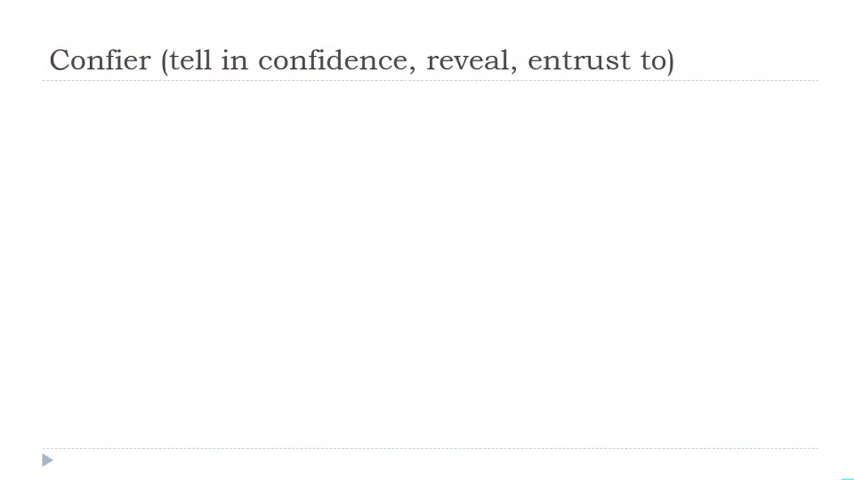 Confier (tell in confidence, reveal, entrust to)